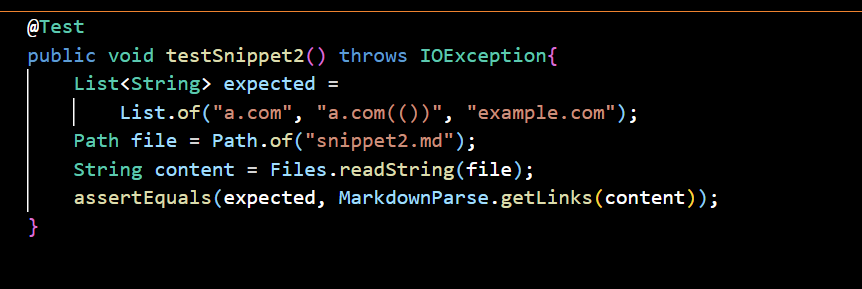 @Test
public void testSnippet2() throws IOException{
    List<String> expected =
        List.of("a.com", "a.com(())", "example.com");
    Path file = Path.of("snippet2.md");
    String content = Files.readString(file);
    assertEquals(expected, MarkdownParse.getLinks(content));
}